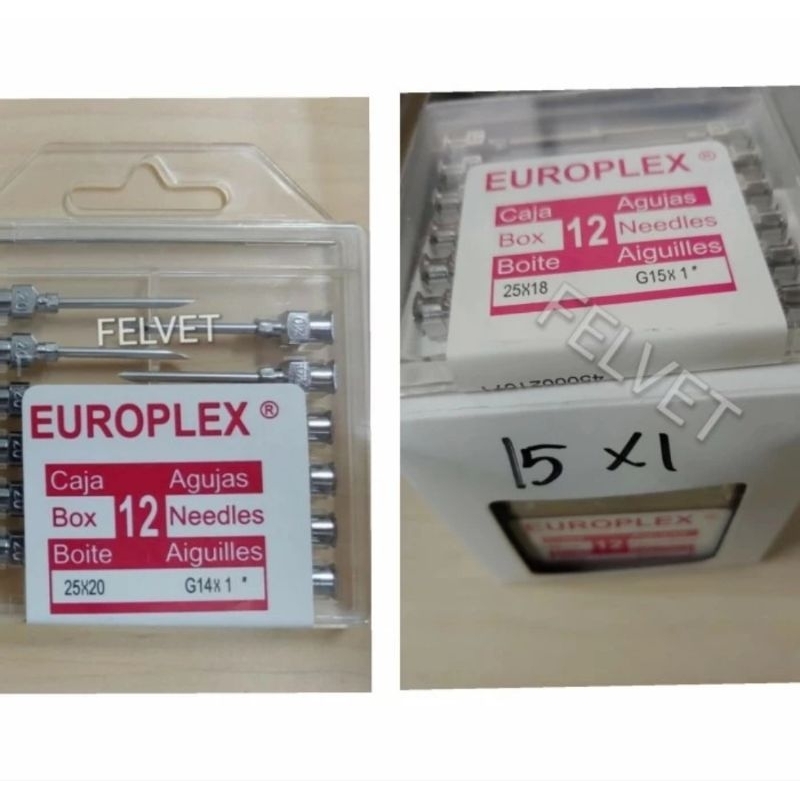 FELVET
EUROPLEX ®
Caja Agujas
Box 12 Needles
Boite Aiguilles
25X20 G14X 1 "
EUROPLEX ®
Caja Agujas
Box 12 Needles
Boite Aiguilles
25X18 G15X 1 "
FELVET
15 X1
EUROPLEX ®
12